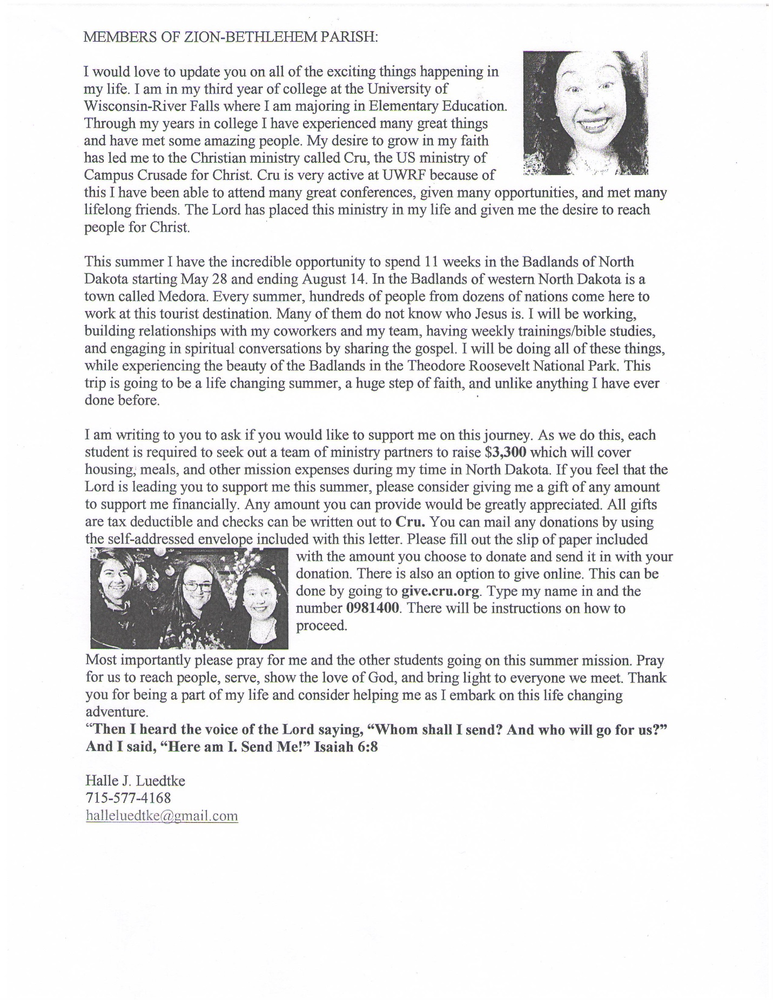 MEMBERS OF ZION-BETHLEHEM PARISH:
I would love to update you on all of the exciting things happening in
my life. I am in my third year of college at the University of
Wisconsin-River Falls where I am majoring in Elementary Education.
Through my years in college I have experienced many great things
and have met some amazing people. My desire to grow in my faith
has led me to the Christian ministry called Cru, the US ministry of
Campus Crusade for Christ. Cru is very active at UWRF because of
this I have been able to attend many great conferences, given many opportunities, and met many
lifelong friends. The Lord has placed this ministry in my life and given me the desire to reach
people for Christ.
This summer I have the incredible opportunity to spend 11 weeks in the Badlands of North
Dakota starting May 28 and ending August 14. In the Badlands of western North Dakota is a
town called Medora. Every summer, hundreds of people from dozens of nations come here to
work at this tourist destination. Many of them do not know who Jesus is. I will be working,
building relationships with my coworkers and my team, having weekly trainings/bible studies,
and engaging in spiritual conversations by sharing the gospel. I will be doing all of these things,
while experiencing the beauty of the Badlands in the Theodore Roosevelt National Park. This
trip is going to be a life changing summer, a huge step of faith, and unlike anything I have ever
done before.
I am writing to you to ask if you would like to support me on this journey. As we do this, each
student is required to seek out a team of ministry partners to raise $3,300 which will cover
housing, meals, and other mission expenses during my time in North Dakota. If you feel that the
Lord is leading you to support me this summer, please consider giving me a gift of any amount
to support me financially. Any amount you can provide would be greatly appreciated. All gifts
are tax deductible and checks can be written out to Cru. You can mail any donations by using
the self-addressed envelope included with this letter. Please fill out the slip of paper included
with the amount you choose to donate and send it in with your
donation. There is also an option to give online. This can be
done by going to give.cru.org. Type my name in and the
number 0981400. There will be instructions on how to
proceed.
Most importantly please pray for me and the other students going on this summer mission. Pray
for us to reach people, serve, show the love of God, and bring light to everyone we meet. Thank
you for being a part of my life and consider helping me as I embark on this life changing
adventure.
“Then I heard the voice of the Lord saying, “Whom shall I send? And who will go for us?”
And I said, “Here am I. Send Me!” Isaiah 6:8
Halle J. Luedtke
715-577-4168
halleluedtke@gmail.com